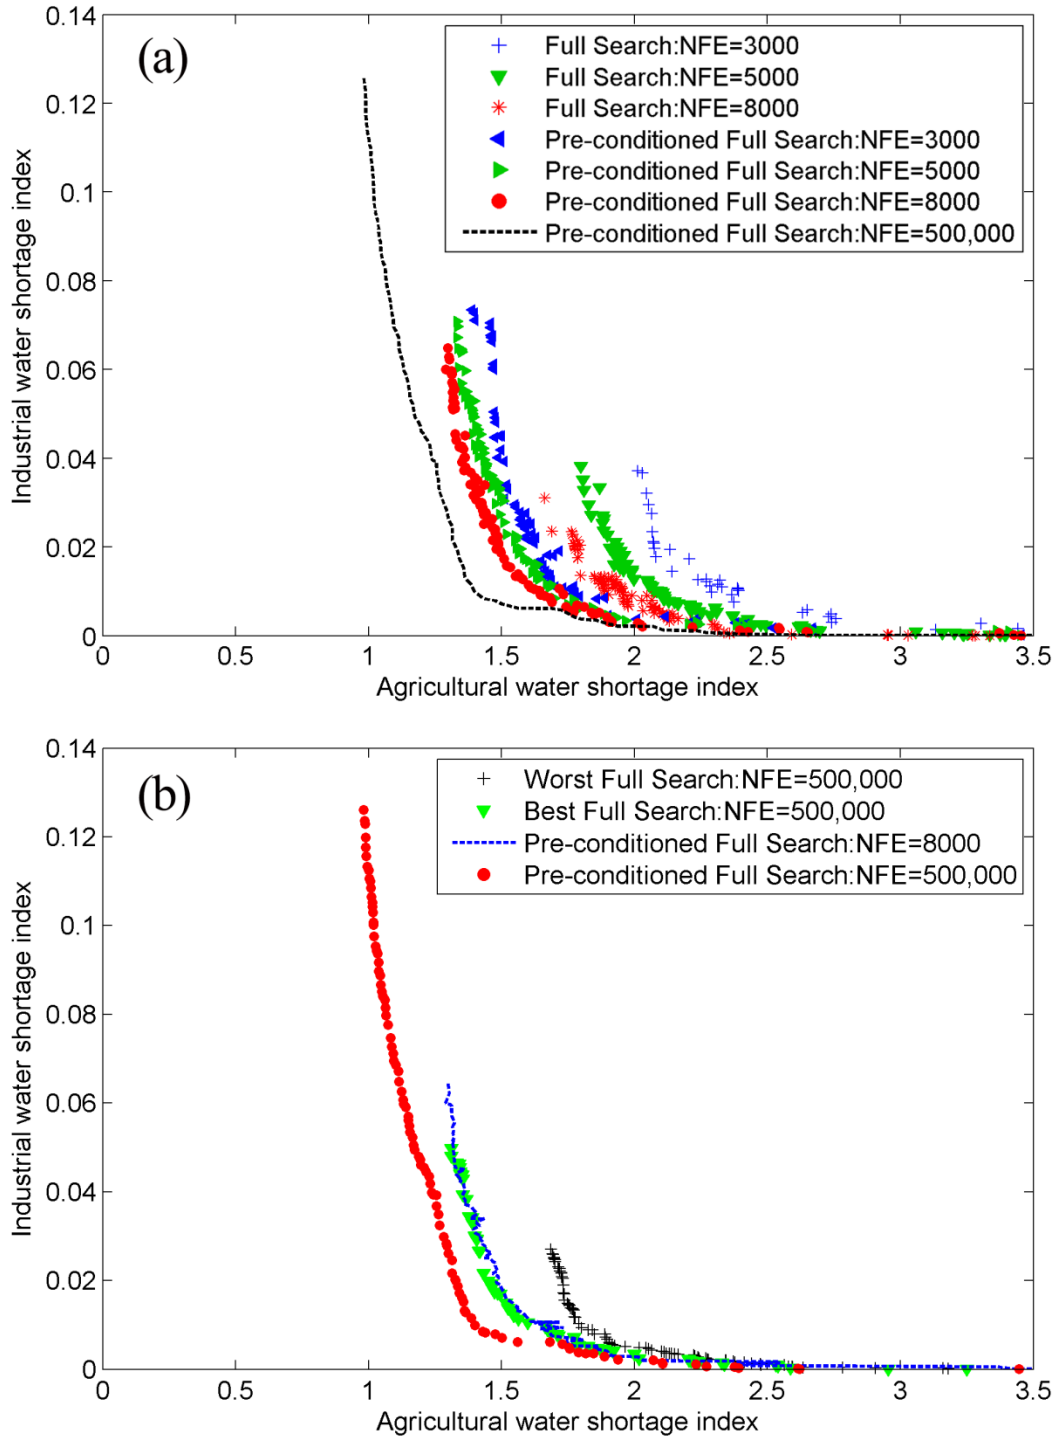 (a)
Full Search:NFE=3000
Full Search:NFE=5000
Full Search:NFE=8000
Pre-conditioned Full Search:NFE=3000
Pre-conditioned Full Search:NFE=5000
Pre-conditioned Full Search:NFE=8000
Pre-conditioned Full Search:NFE=500,000
Industrial water shortage index
0.14
0.12
0.1
0.08
0.06
0.04
0.02
0
0 0.5 1 1.5 2 2.5 3 3.5
Agricultural water shortage index
(b)
Worst Full Search:NFE=500,000
Best Full Search:NFE=500,000
Pre-conditioned Full Search:NFE=8000
Pre-conditioned Full Search:NFE=500,000
Industrial water shortage index
0.14
0.12
0.1
0.08
0.06
0.04
0.02
0
0 0.5 1 1.5 2 2.5 3 3.5
Agricultural water shortage index